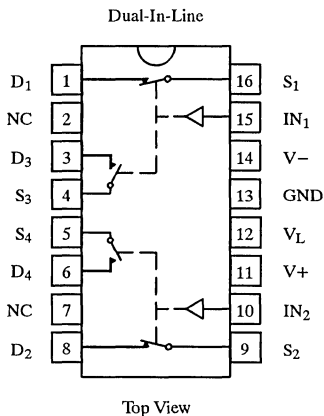 Dual-In-Line
D1 1 16 S1
NC 2 15 IN1
D3 3 14 V−
S3 4 13 GND
S4 5 12 VL
D4 6 11 V+
NC 7 10 IN2
D2 8 9 S2
Top View